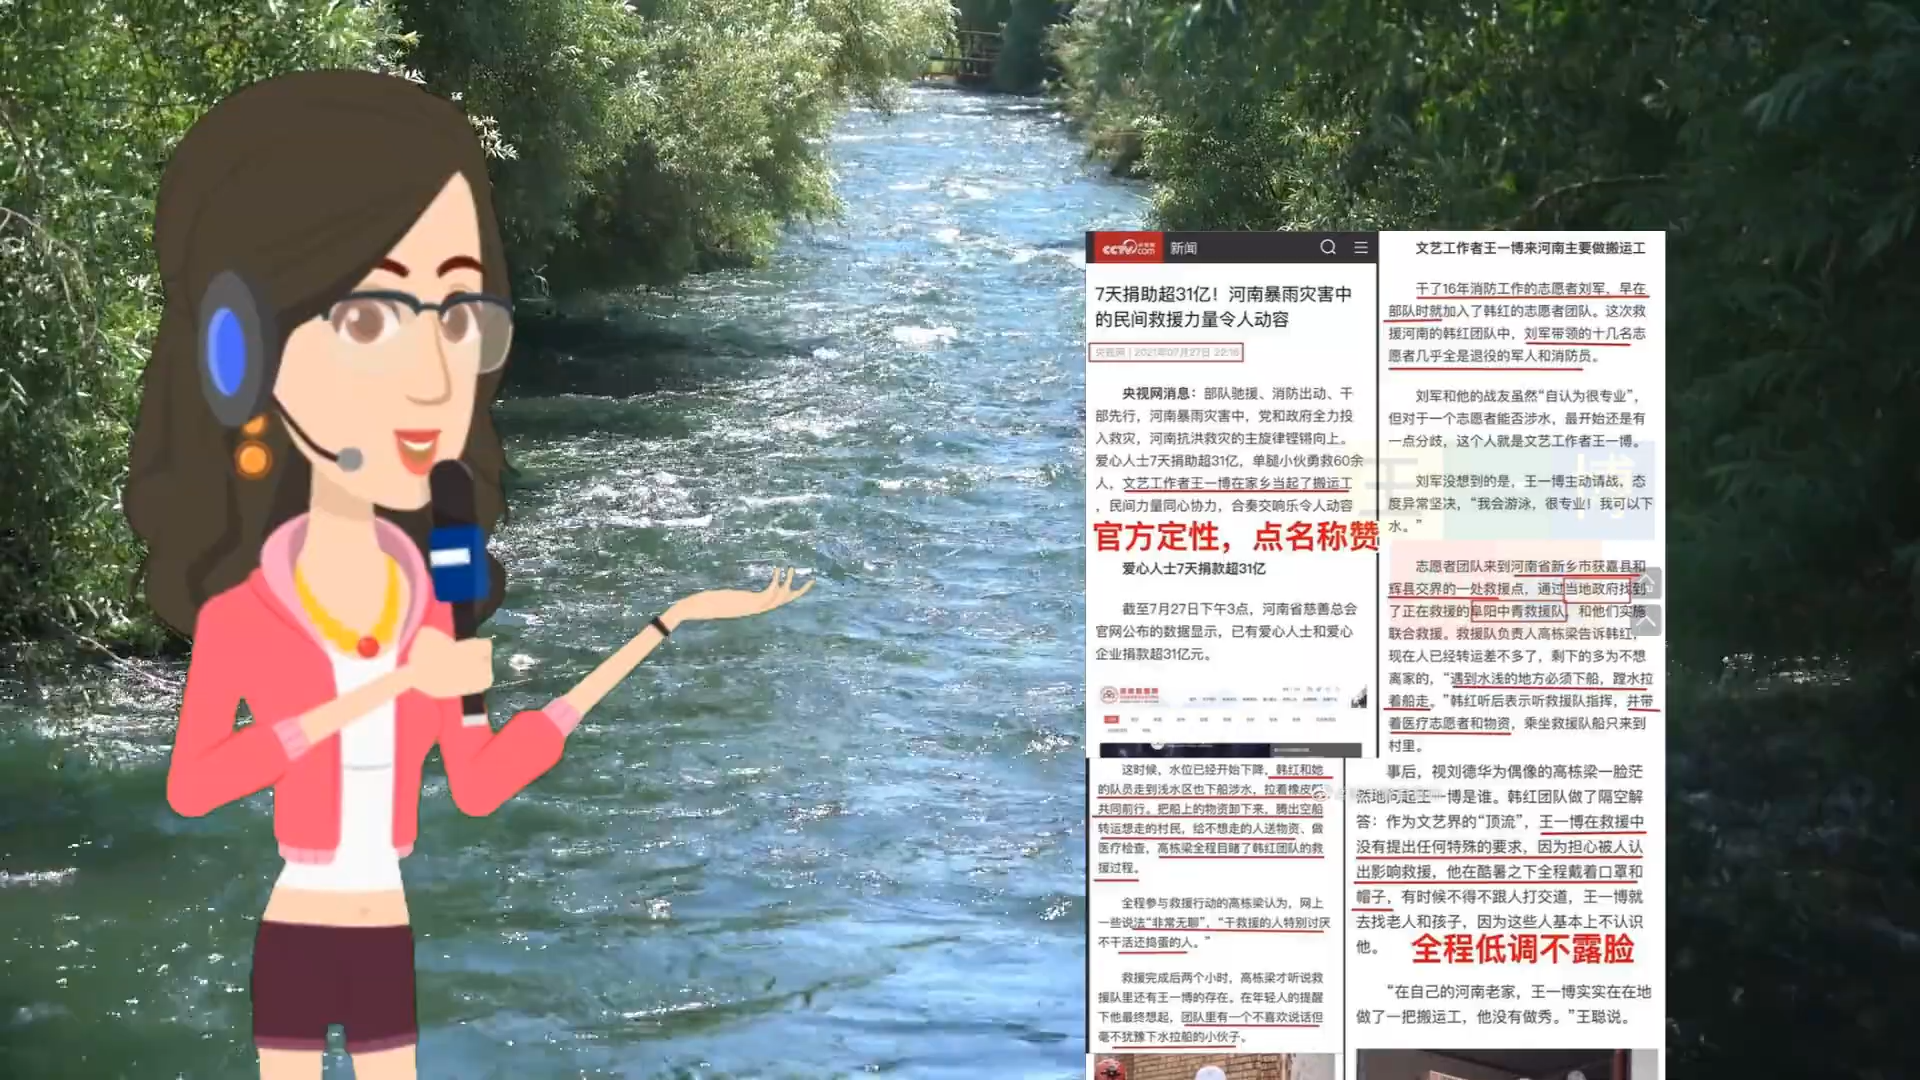 CCTV.com 新闻
7天捐助超31亿！河南暴雨灾害中
的民间救援力量令人动容
央视网 | 2021年07月27日 22:16
央视网消息：部队驰援、消防出动、干
部先行，河南暴雨灾害中，党和政府全力投
入救灾，河南抗洪救灾的主旋律铿锵向上。
爱心人士7天捐助超31亿，单腿小伙勇救60余
人，文艺工作者王一博在家乡当起了搬运工
，民间力量同心协力，合奏交响乐令人动容
官方定性，点名称赞
爱心人士7天捐款超31亿
截至7月27日下午3点，河南省慈善总会
官网公布的数据显示，已有爱心人士和爱心
企业捐款超31亿元。
这时候，水位已经开始下降，韩红和她
的队员走到浅水区也下船涉水，拉着橡皮
共同前行。把船上的物资卸下来，腾出空船
转运想走的村民，给不想走的人送物资、做
医疗检查，高栋梁全程目睹了韩红团队的救
援过程。
全程参与救援行动的高栋梁认为，网上
一些说法“非常无聊”，“干救援的人特别讨厌
不干活还捣蛋的人。”
救援完成后两个小时，高栋梁才听说救
援队里还有王一博的存在。在年轻人的提醒
下他最终想起，团队里有一个不喜欢说话但
毫不犹豫下水拉船的小伙子。
文艺工作者王一博来河南主要做搬运工
干了16年消防工作的志愿者刘军，早在
部队时就加入了韩红的志愿者团队。这次救
援河南的韩红团队中，刘军带领的十几名志
愿者几乎全是退役的军人和消防员。
刘军和他的战友虽然“自认为很专业”，
但对于一个志愿者能否涉水，最开始还是有
一点分歧，这个人就是文艺工作者王一博。
刘军没想到的是，王一博主动请战，态
度异常坚决，“我会游泳，很专业！我可以下
水。”
志愿者团队来到河南省新乡市获嘉县和
辉县交界的一处救援点，通过当地政府找到
了正在救援的阜阳中青救援队，和他们实施
联合救援。救援队负责人高栋梁告诉韩红，
现在人已经转运差不多了，剩下的多为不想
离家的，“遇到水浅的地方必须下船，蹚水拉
着船走。”韩红听后表示听救援队指挥，并带
着医疗志愿者和物资，乘坐救援队船只来到
村里。
事后，视刘德华为偶像的高栋梁一脸茫
然地问起王一博是谁。韩红团队做了隔空解
答：作为文艺界的“顶流”，王一博在救援中
没有提出任何特殊的要求，因为担心被人认
出影响救援，他在酷暑之下全程戴着口罩和
帽子，有时候不得不跟人打交道，王一博就
去找老人和孩子，因为这些人基本上不认识
他。
全程低调不露脸
“在自己的河南老家，王一博实实在在地
做了一把搬运工，他没有做秀。”王聪说。